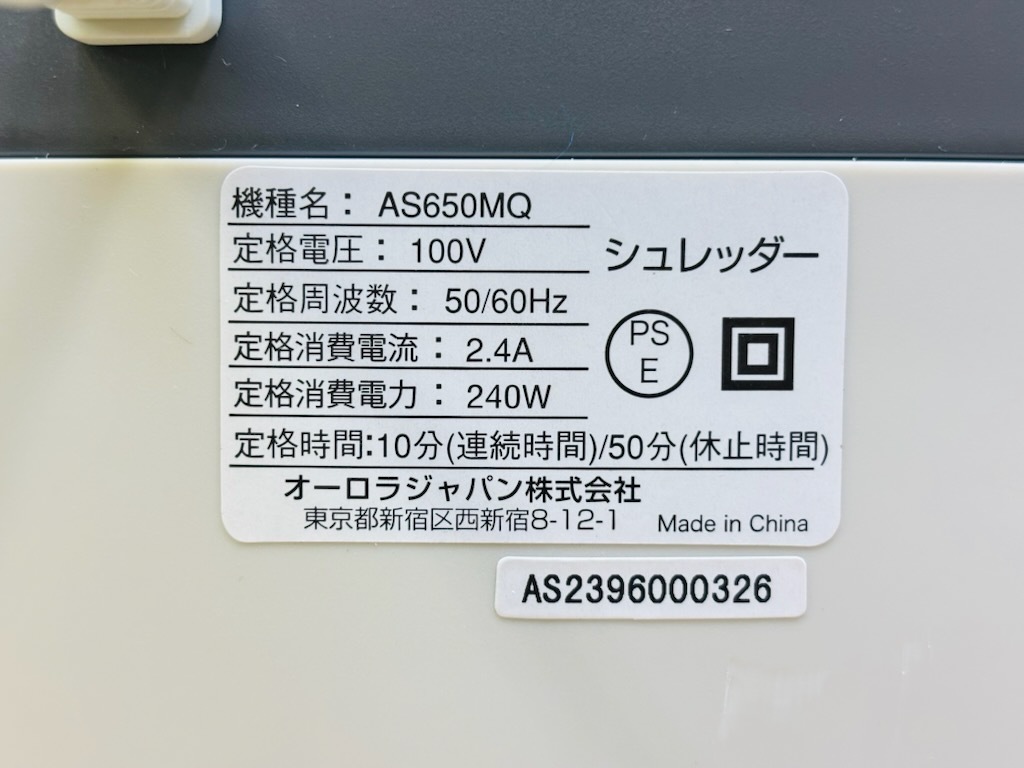 機種名： AS650MQ
定格電圧： 100V
シュレッダー
定格周波数： 50/60Hz
定格消費電流： 2.4A
PS
E
定格消費電力： 240W
定格時間:10分(連続時間)/50分(休止時間)
オーロラジャパン株式会社
東京都新宿区西新宿8-12-1 Made in China
AS2396000326